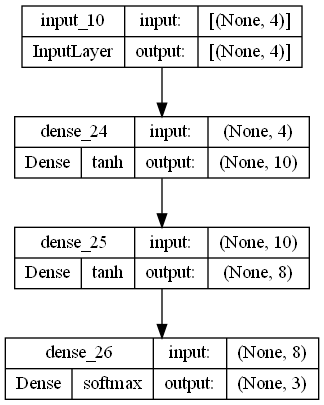 input_10 input: [(None, 4)]
InputLayer output: [(None, 4)]
dense_24 input: (None, 4)
Dense tanh output: (None, 10)
dense_25 input: (None, 10)
Dense tanh output: (None, 8)
dense_26 input: (None, 8)
Dense softmax output: (None, 3)